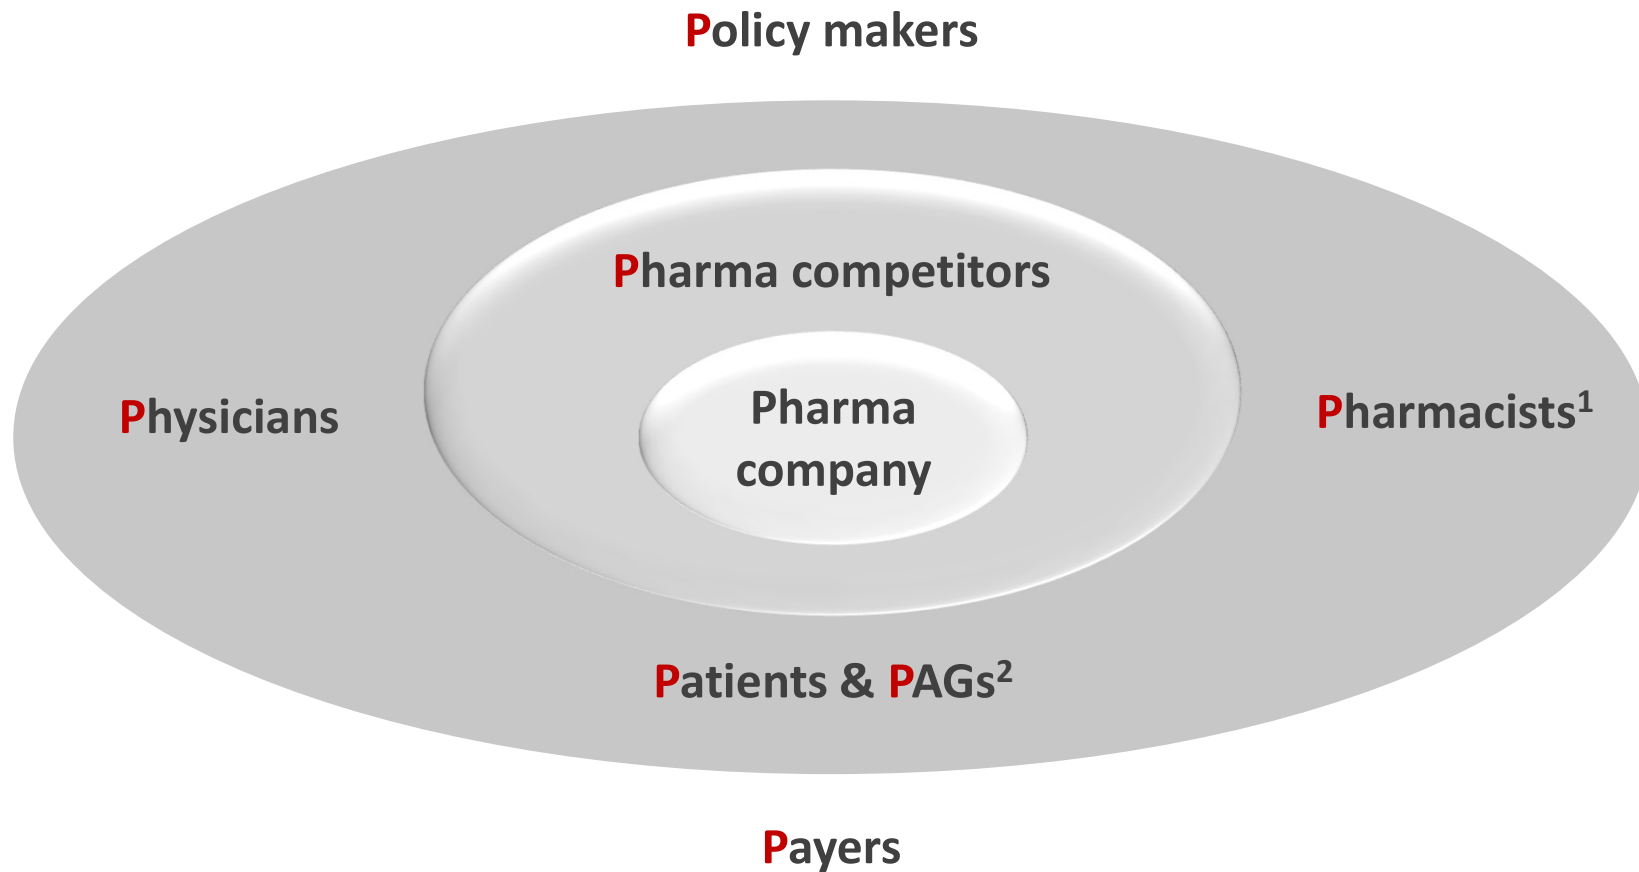 Policy makers
Pharma competitors
Pharma
company
Physicians
Pharmacists¹
Patients & PAGs²
Payers